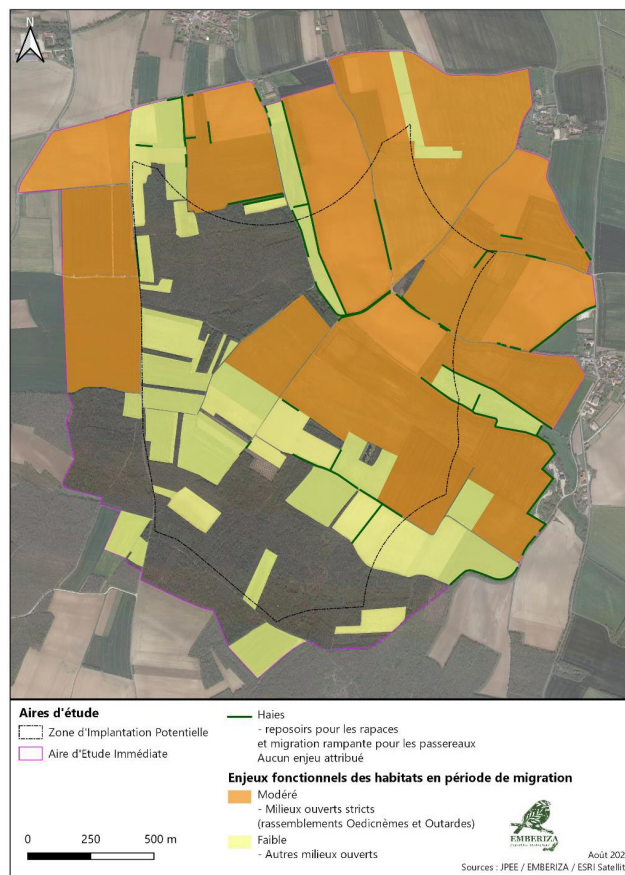 N
Aires d'étude
Zone d'Implantation Potentielle
Aire d'Etude Immédiate
0 250 500 m
Haies
- reposoirs pour les rapaces
et migration rampante pour les passereaux
Aucun enjeu attribué
Enjeux fonctionnels des habitats en période de migration
Modéré
- Milieux ouverts stricts
(rassemblements Oedicnèmes et Outardes)
Faible
- Autres milieux ouverts
EMBERIZA
Août 202
Sources : JPEE / EMBERIZA / ESRI Satellit